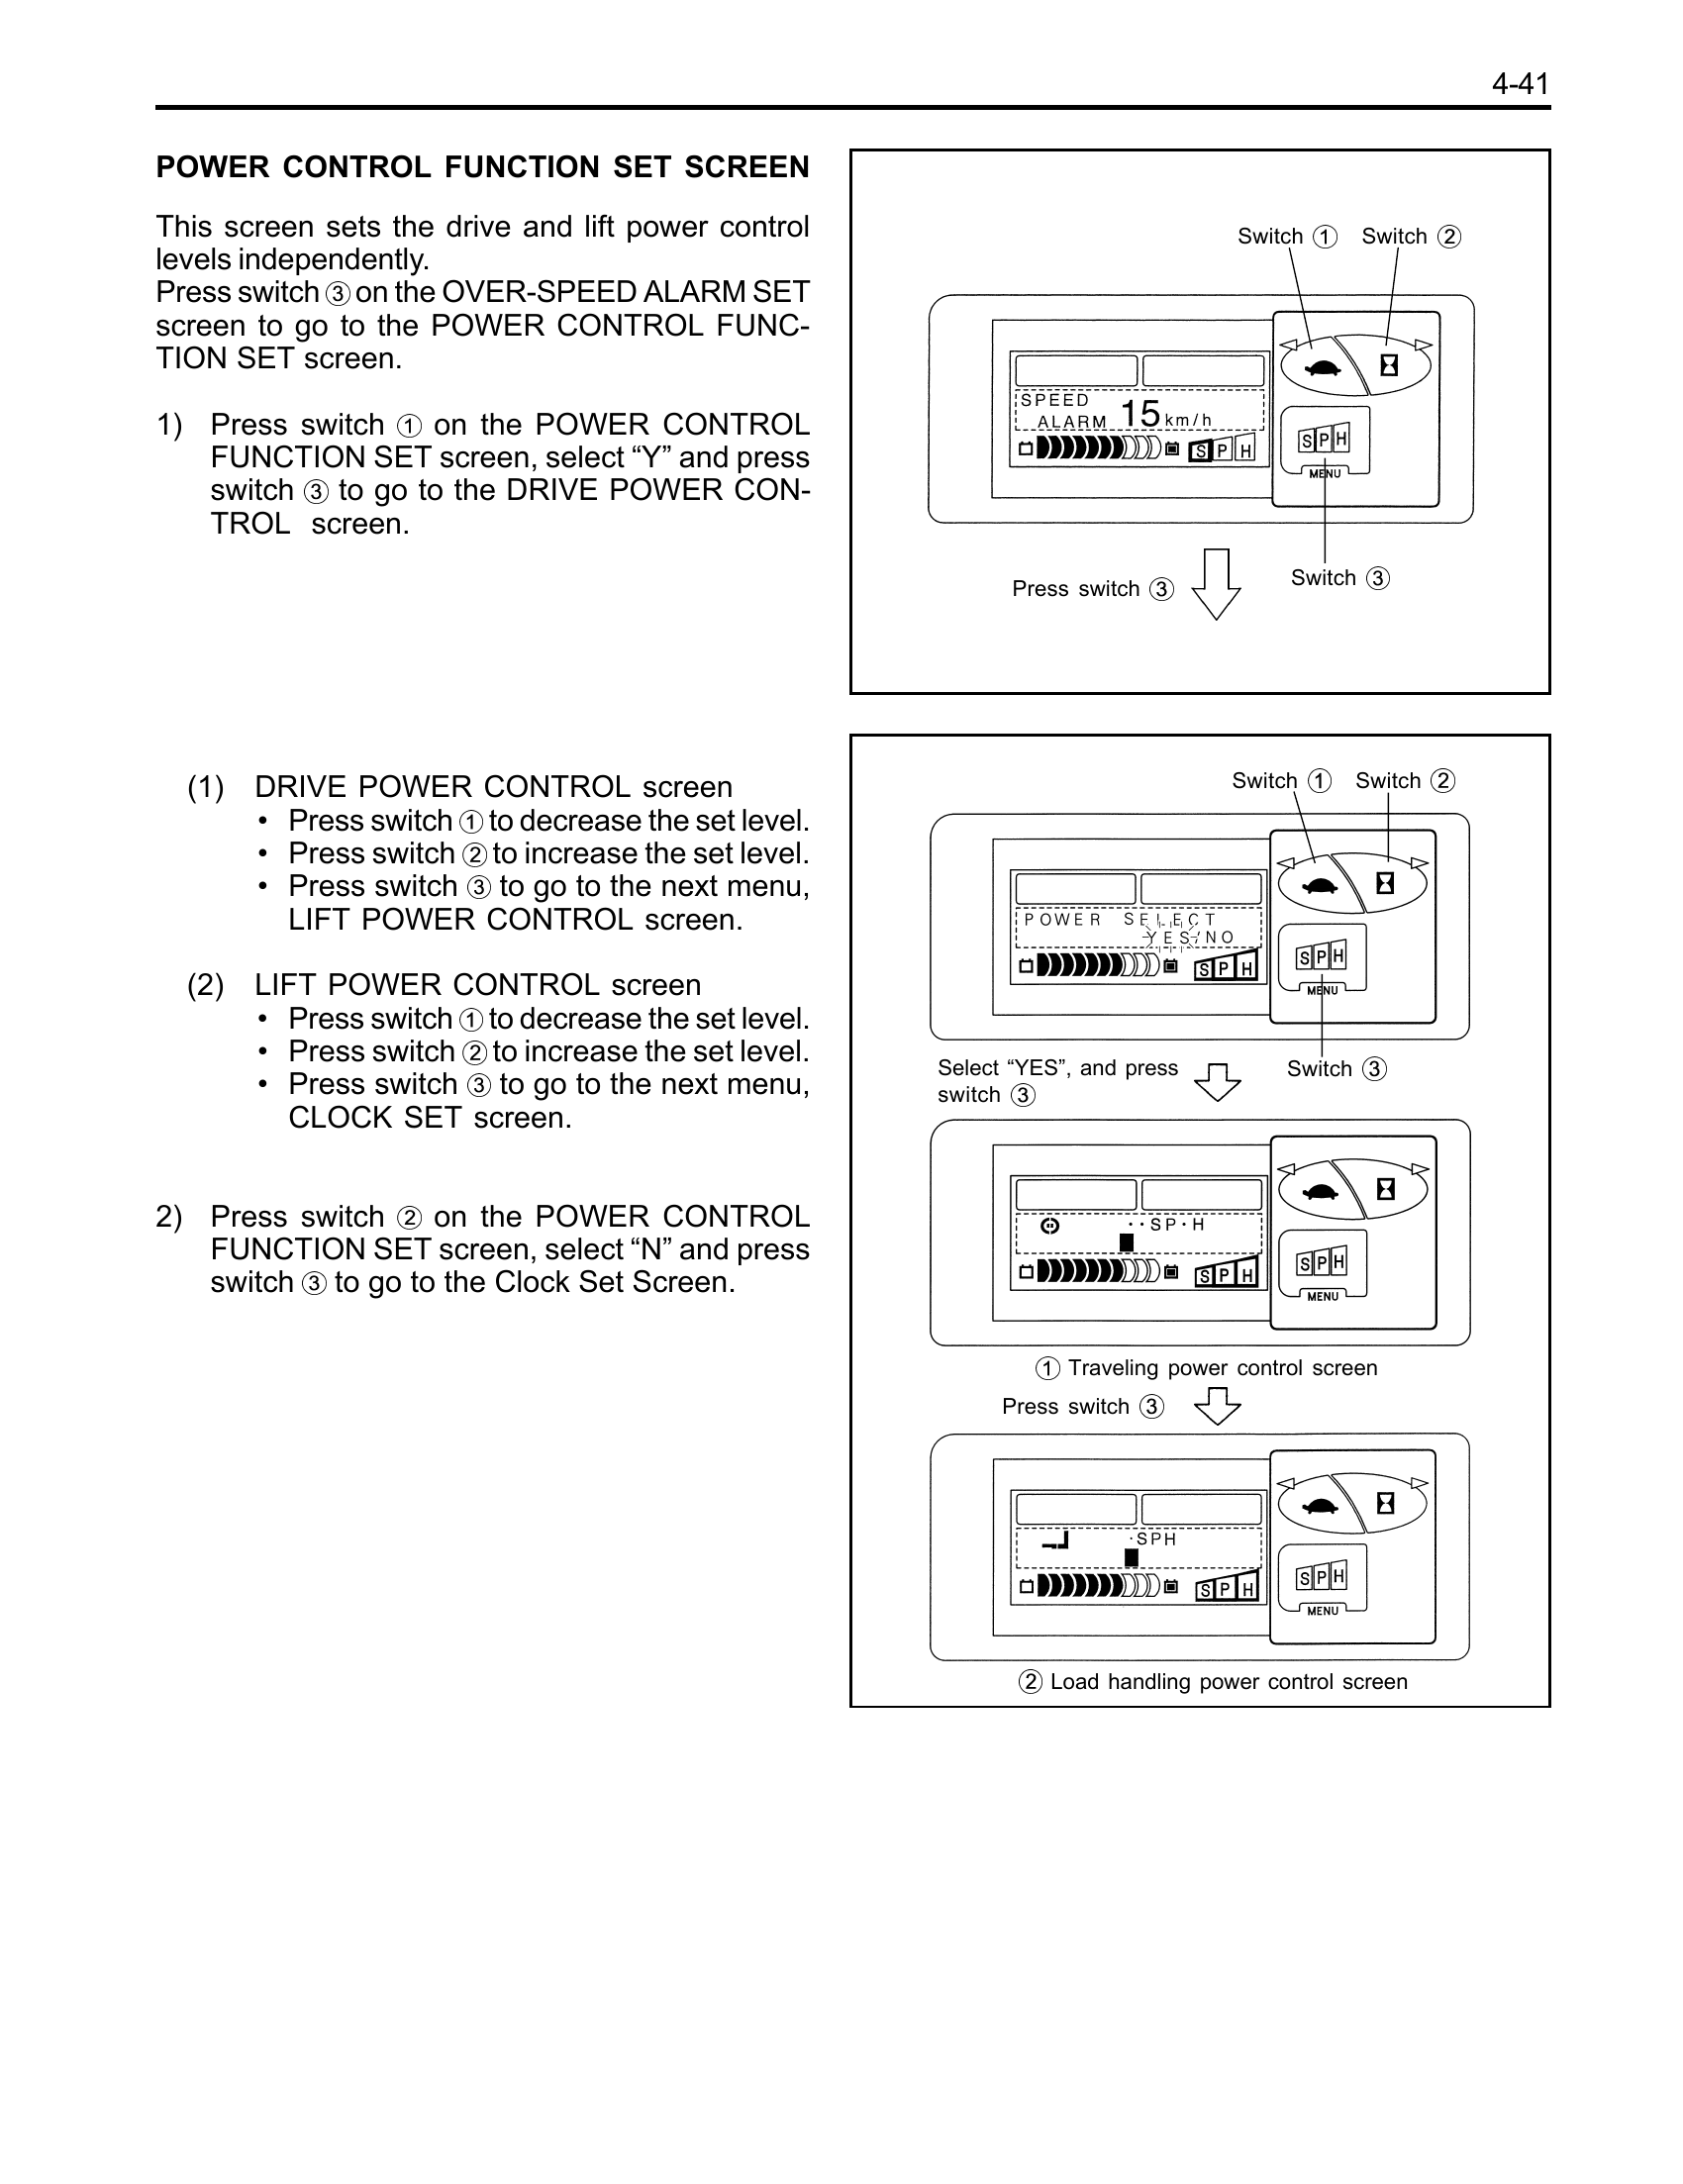 4-41
POWER CONTROL FUNCTION SET SCREEN
This screen sets the drive and lift power control
levels independently.
Press switch ③ on the OVER-SPEED ALARM SET
screen to go to the POWER CONTROL FUNC-
TION SET screen.
1) Press switch ① on the POWER CONTROL
FUNCTION SET screen, select “Y” and press
switch ③ to go to the DRIVE POWER CON-
TROL screen.
Switch ① Switch ②
SPEED
ALARM 15 km/h
S P H
S P H
MENU
Press switch ③
Switch ③
(1) DRIVE POWER CONTROL screen
• Press switch ① to decrease the set level.
• Press switch ② to increase the set level.
• Press switch ③ to go to the next menu,
LIFT POWER CONTROL screen.
(2) LIFT POWER CONTROL screen
• Press switch ① to decrease the set level.
• Press switch ② to increase the set level.
• Press switch ③ to go to the next menu,
CLOCK SET screen.
2) Press switch ② on the POWER CONTROL
FUNCTION SET screen, select “N” and press
switch ③ to go to the Clock Set Screen.
Switch ① Switch ②
POWER SELECT
YES/NO
S P H
S P H
MENU
Select “YES”, and press
switch ③
Switch ③
··SP·H
S P H
S P H
MENU
① Traveling power control screen
Press switch ③
·SPH
S P H
S P H
MENU
② Load handling power control screen